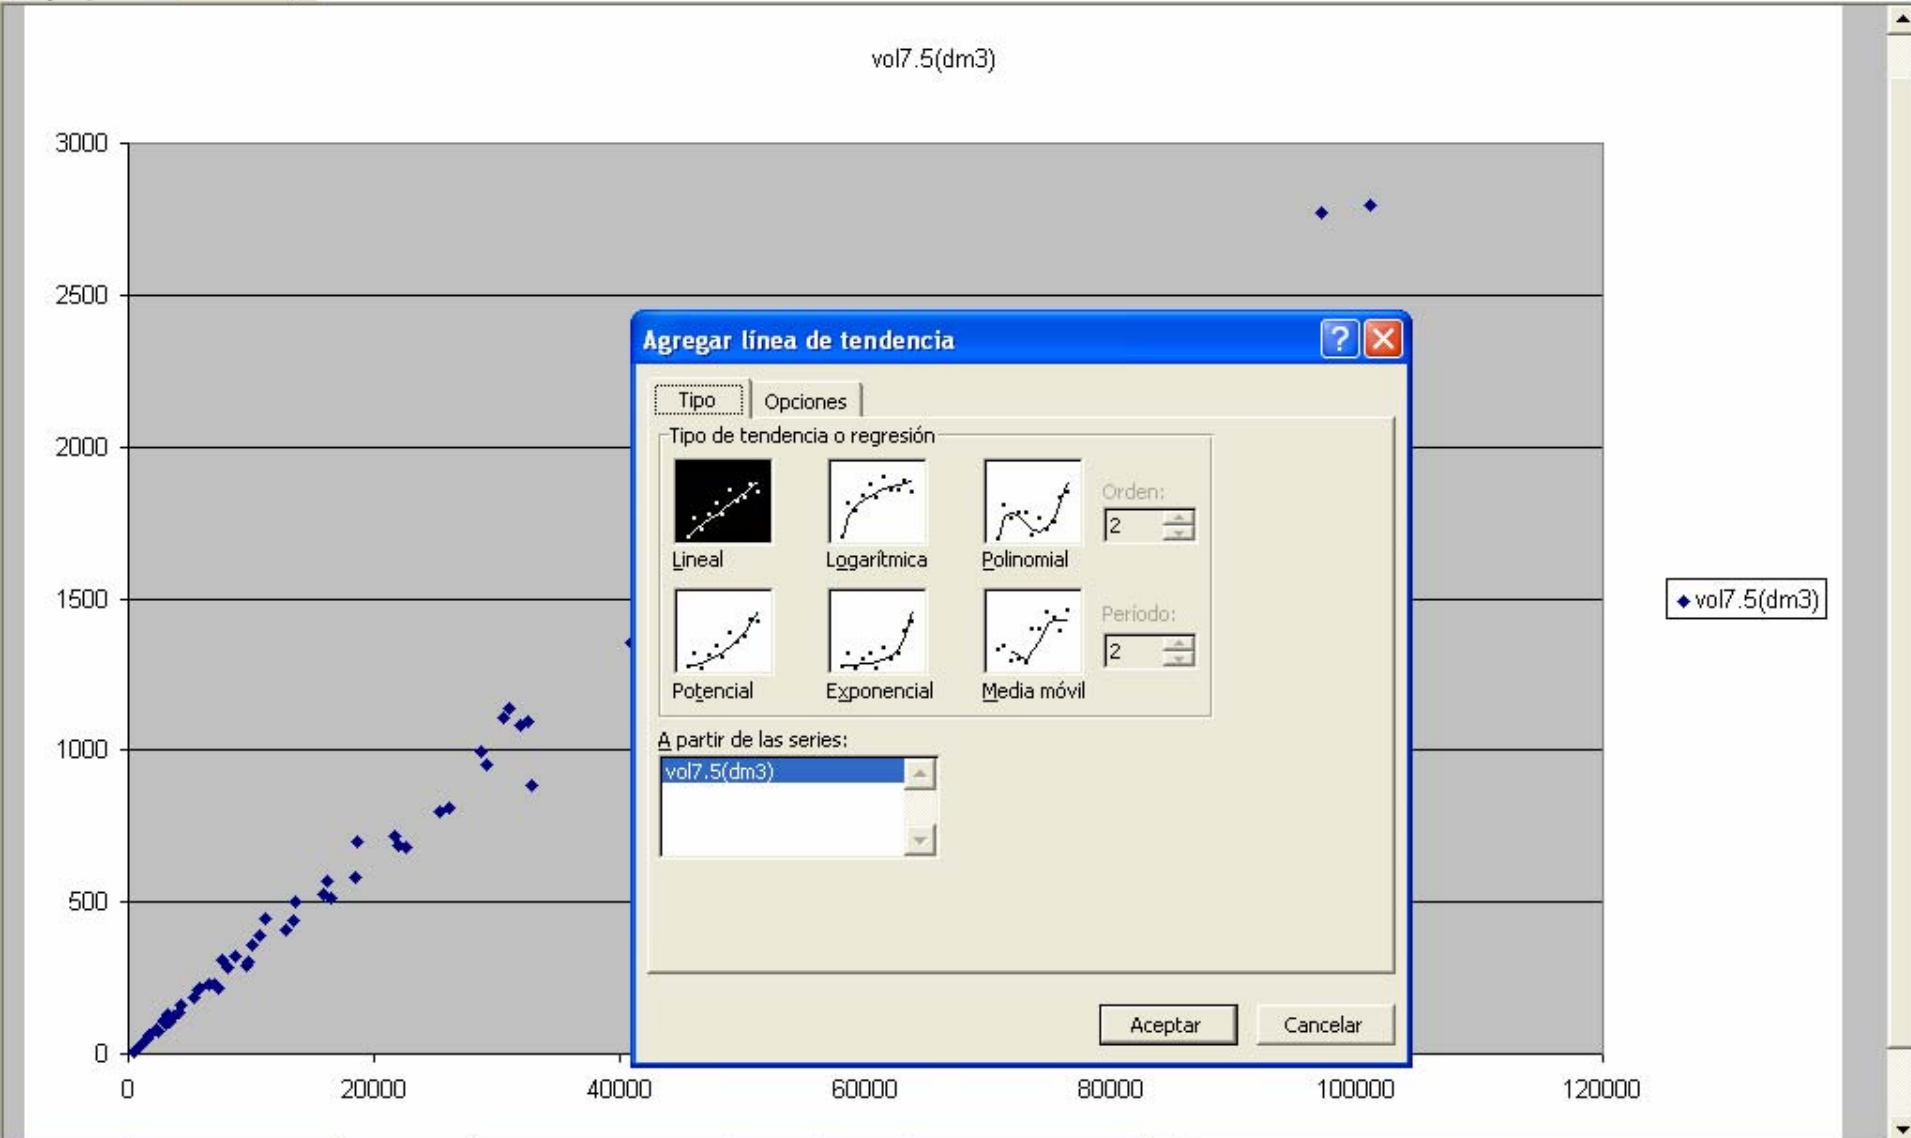 vol7.5(dm3)
3000
2500
2000
1500
1000
500
0
0 20000 40000 60000 80000 100000 120000
vol7.5(dm3)
Agregar línea de tendencia
Tipo Opciones
Tipo de tendencia o regresión
Lineal Logarítmica Polinomial
Orden:
2
Potencial Exponencial Media móvil
Período:
2
A partir de las series:
vol7.5(dm3)
Aceptar Cancelar